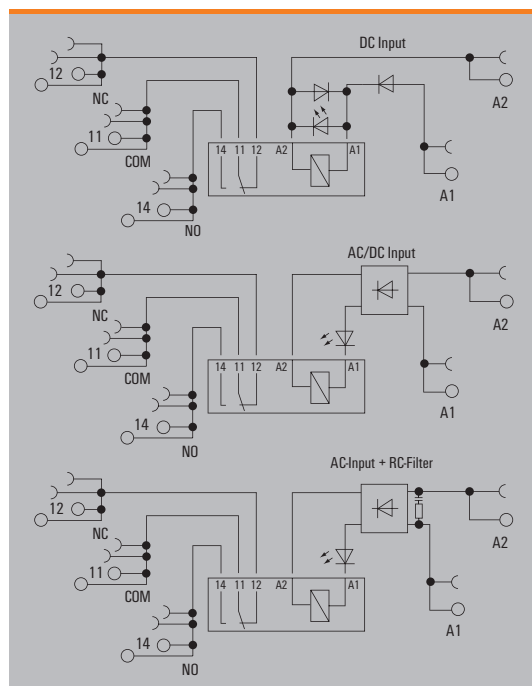 DC Input
12
NC
A2
11
COM
14 11 12 A2 A1
A1
14
NO
AC/DC Input
12
NC
A2
11
COM
14 11 12 A2 A1
A1
14
NO
AC-Input + RC-Filter
12
NC
A2
11
COM
14 11 12 A2 A1
A1
14
NO